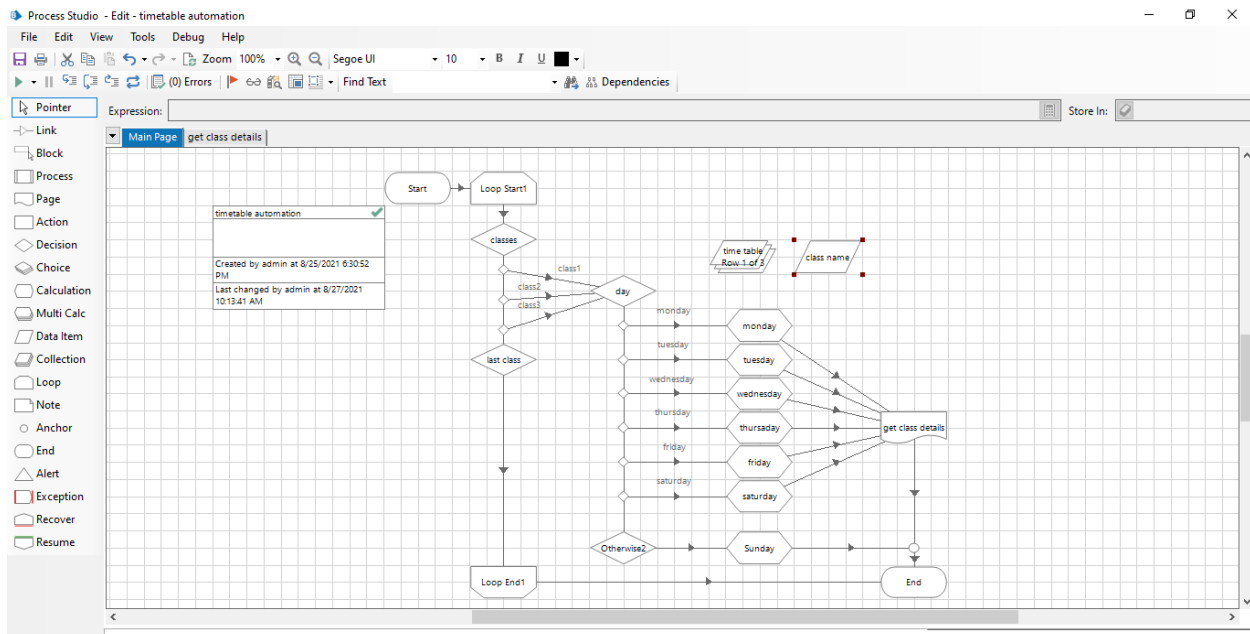 Process Studio - Edit - timetable automation
File Edit View Tools Debug Help
Zoom 100% Segoe UI 10 B I U
(0) Errors Find Text Dependencies
Pointer
Link
Block
Process
Page
Action
Decision
Choice
Calculation
Multi Calc
Data Item
Collection
Loop
Note
Anchor
End
Alert
Exception
Recover
Resume
Expression: Store In:
Main Page get class details
Start
Loop Start1
timetable automation
Created by admin at 8/25/2021 6:30:52
PM
Last changed by admin at 8/27/2021
10:13:41 AM
classes
class1
class2
class3
last class
Loop End1
time table
Row 1 of 3
class name
day
monday
monday
tuesday
tuesday
wednesday
wednesday
thursday
thursaday
friday
friday
saturday
saturday
get class details
Otherwise2
Sunday
End